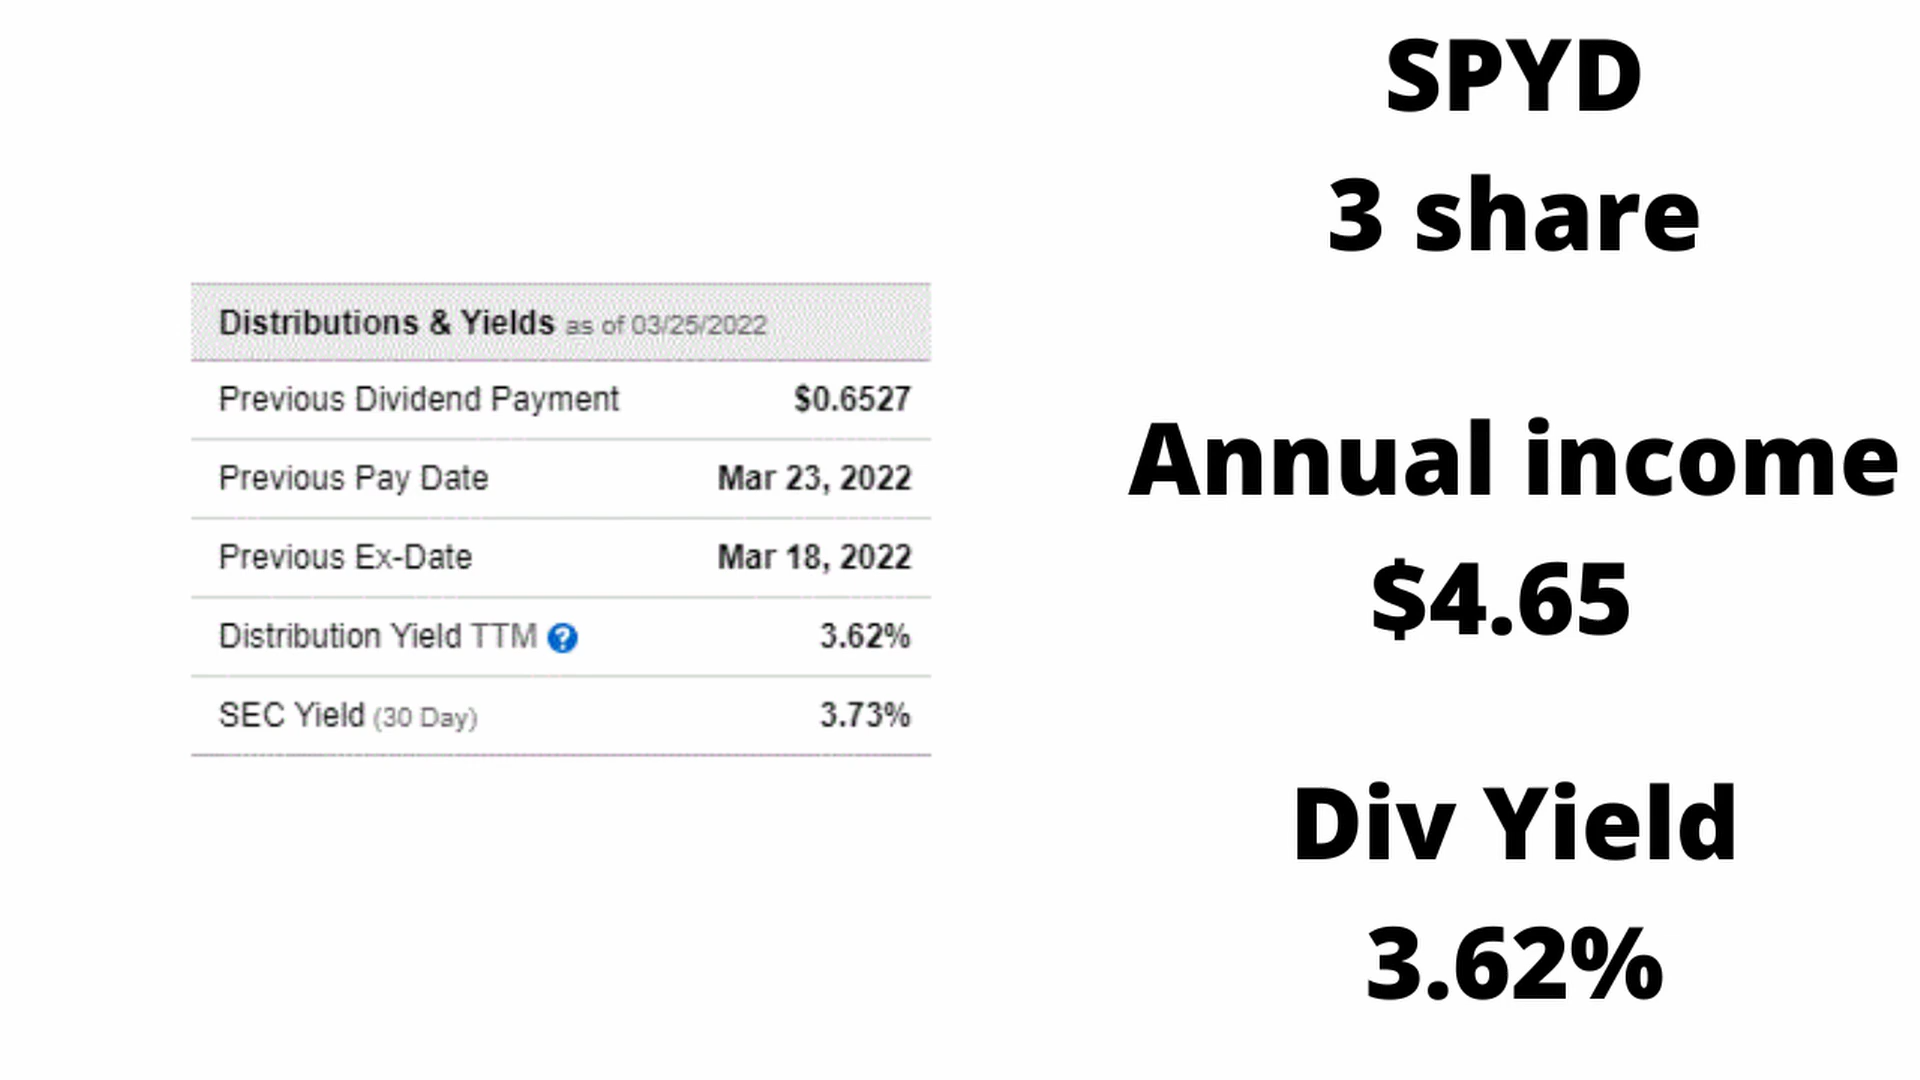 Distributions & Yields as of 03/25/2022
Previous Dividend Payment $0.6527
Previous Pay Date Mar 23, 2022
Previous Ex-Date Mar 18, 2022
Distribution Yield TTM ? 3.62%
SEC Yield (30 Day) 3.73%
SPYD
3 share
Annual income
$4.65
Div Yield
3.62%